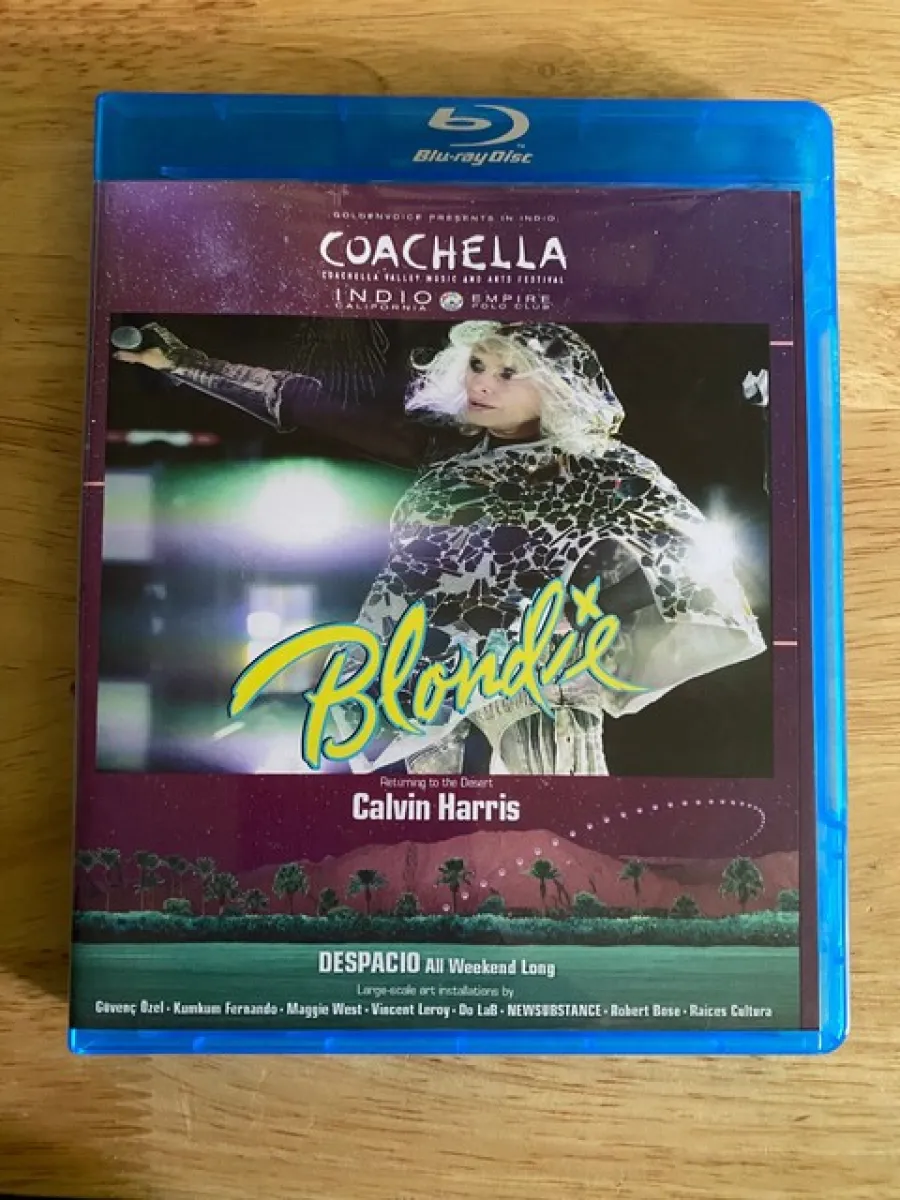 Blu-ray Disc
GOLDENVOICE PRESENTS IN INDIO,
COACHELLA
COACHELLA VALLEY MUSIC AND ARTS FESTIVAL
INDIO EMPIRE
CALIFORNIA POLO CLUB
Blondie
Returning to the Desert
Calvin Harris
DESPACIO All Weekend Long
Large-scale art installations by
Güvenç Özel • Kumkum Fernando • Maggie West • Vincent Leroy • Do LaB • NEWSUBSTANCE • Robert Bose • Raices Cultura